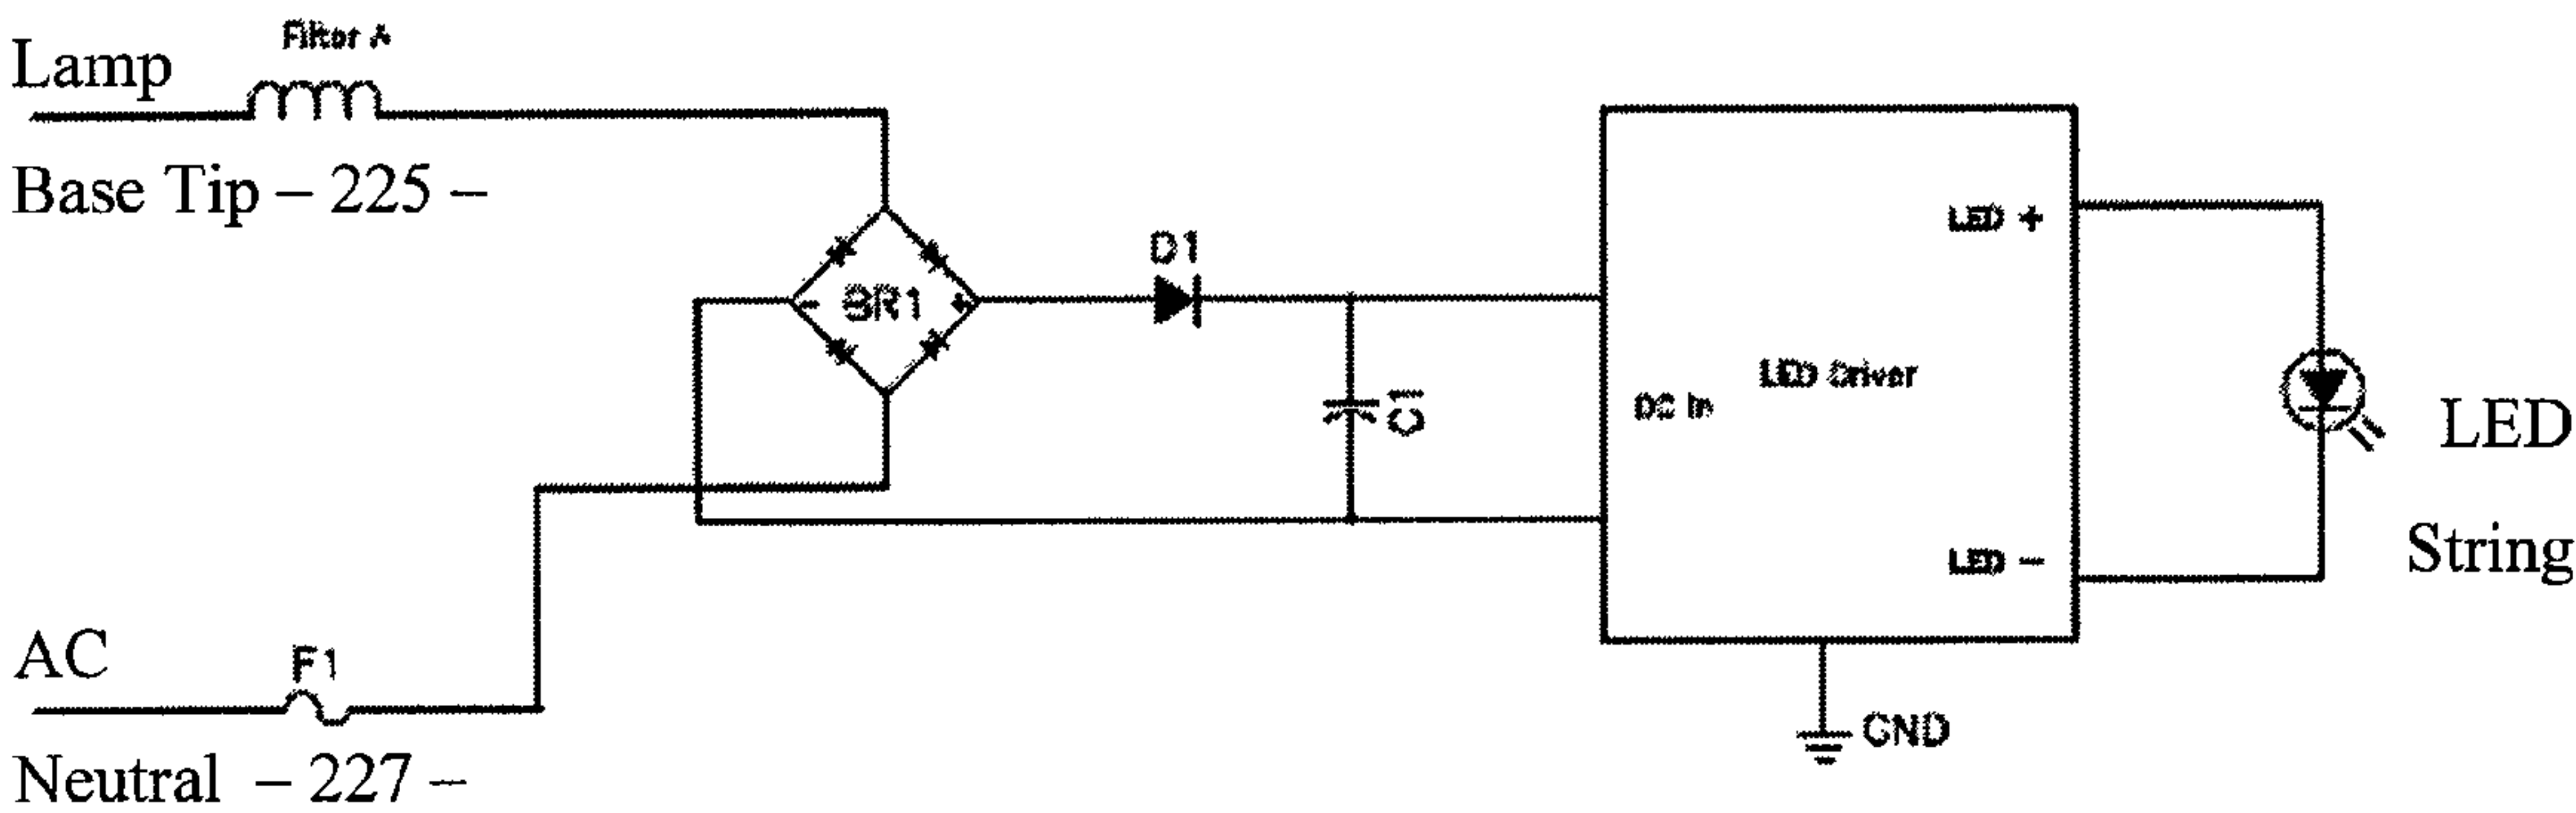 Filter A
Lamp
Base Tip – 225 –
D1
LED +
- BR1 +
LED Driver
DC In
C1
LED
String
LED -
AC
F1
GND
Neutral – 227 –